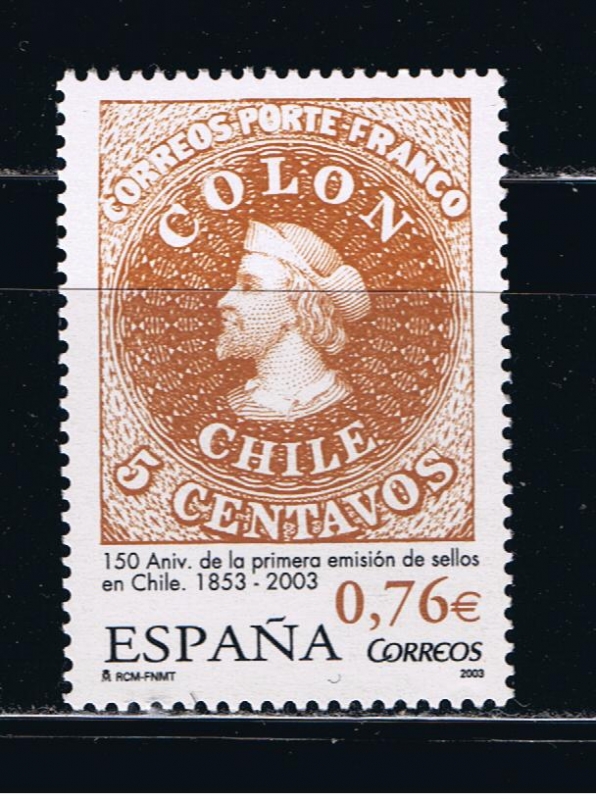 CORREOS·PORTE·FRANCO
COLON
CHILE
5 CENTAVOS
150 Aniv. de la primera emisión de sellos
en Chile. 1853 - 2003
0,76€
ESPAÑA
CORREOS
RCM-FNMT
2003